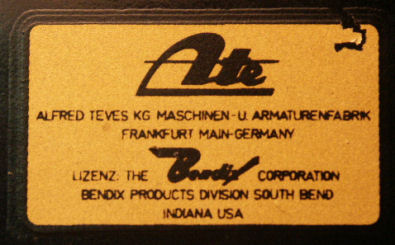 Ate
ALFRED TEVES KG MASCHINEN-U. ARMATURENFABRIK
FRANKFURT MAIN-GERMANY
LIZENZ: THE Bendix CORPORATION
BENDIX PRODUCTS DIVISION SOUTH BEND
INDIANA USA